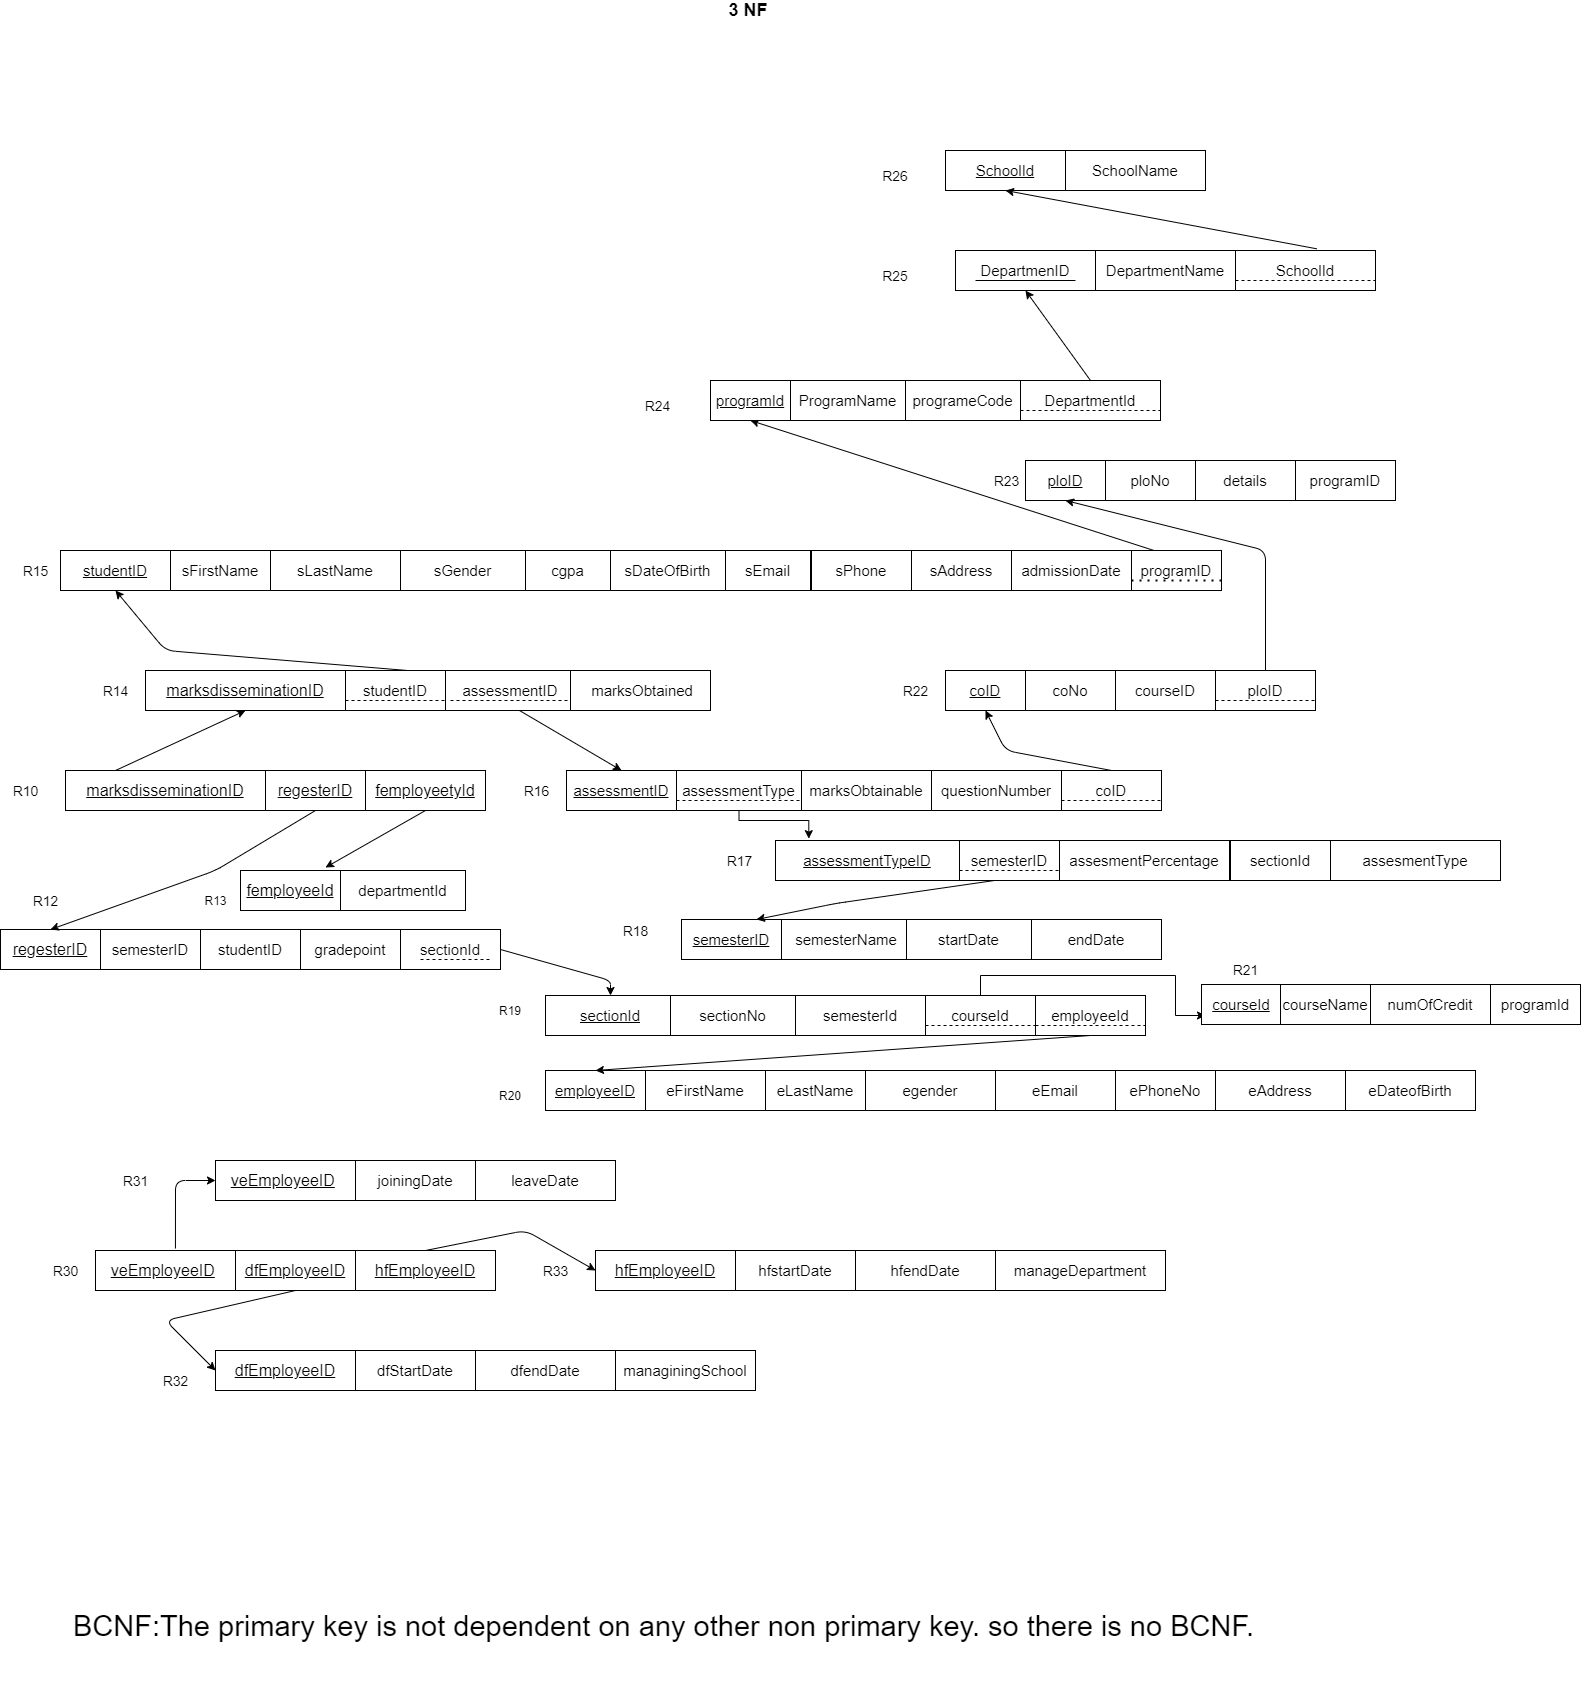 3 NF
R26 SchoolId SchoolName
R25 DepartmenID DepartmentName SchoolId
R24 programId ProgramName programeCode DepartmentId
R23 ploID ploNo details programID
R15 studentID sFirstName sLastName sGender cgpa sDateOfBirth sEmail sPhone sAddress admissionDate programID
R14 marksdisseminationID studentID assessmentID marksObtained
R22 coID coNo courseID ploID
R10 marksdisseminationID regesterID femployeetyId
R16 assessmentID assessmentType marksObtainable questionNumber coID
R17 assessmentTypeID semesterID assesmentPercentage sectionId assesmentType
R13 femployeeId departmentId
R12
regesterID semesterID studentID gradepoint sectionId
R18 semesterID semesterName startDate endDate
R21
courseId courseName numOfCredit programId
R19 sectionId sectionNo semesterId courseId employeeId
R20 employeeID eFirstName eLastName egender eEmail ePhoneNo eAddress eDateofBirth
R31 veEmployeeID joiningDate leaveDate
R30 veEmployeeID dfEmployeeID hfEmployeeID
R33 hfEmployeeID hfstartDate hfendDate manageDepartment
R32 dfEmployeeID dfStartDate dfendDate managiningSchool
BCNF:The primary key is not dependent on any other non primary key. so there is no BCNF.